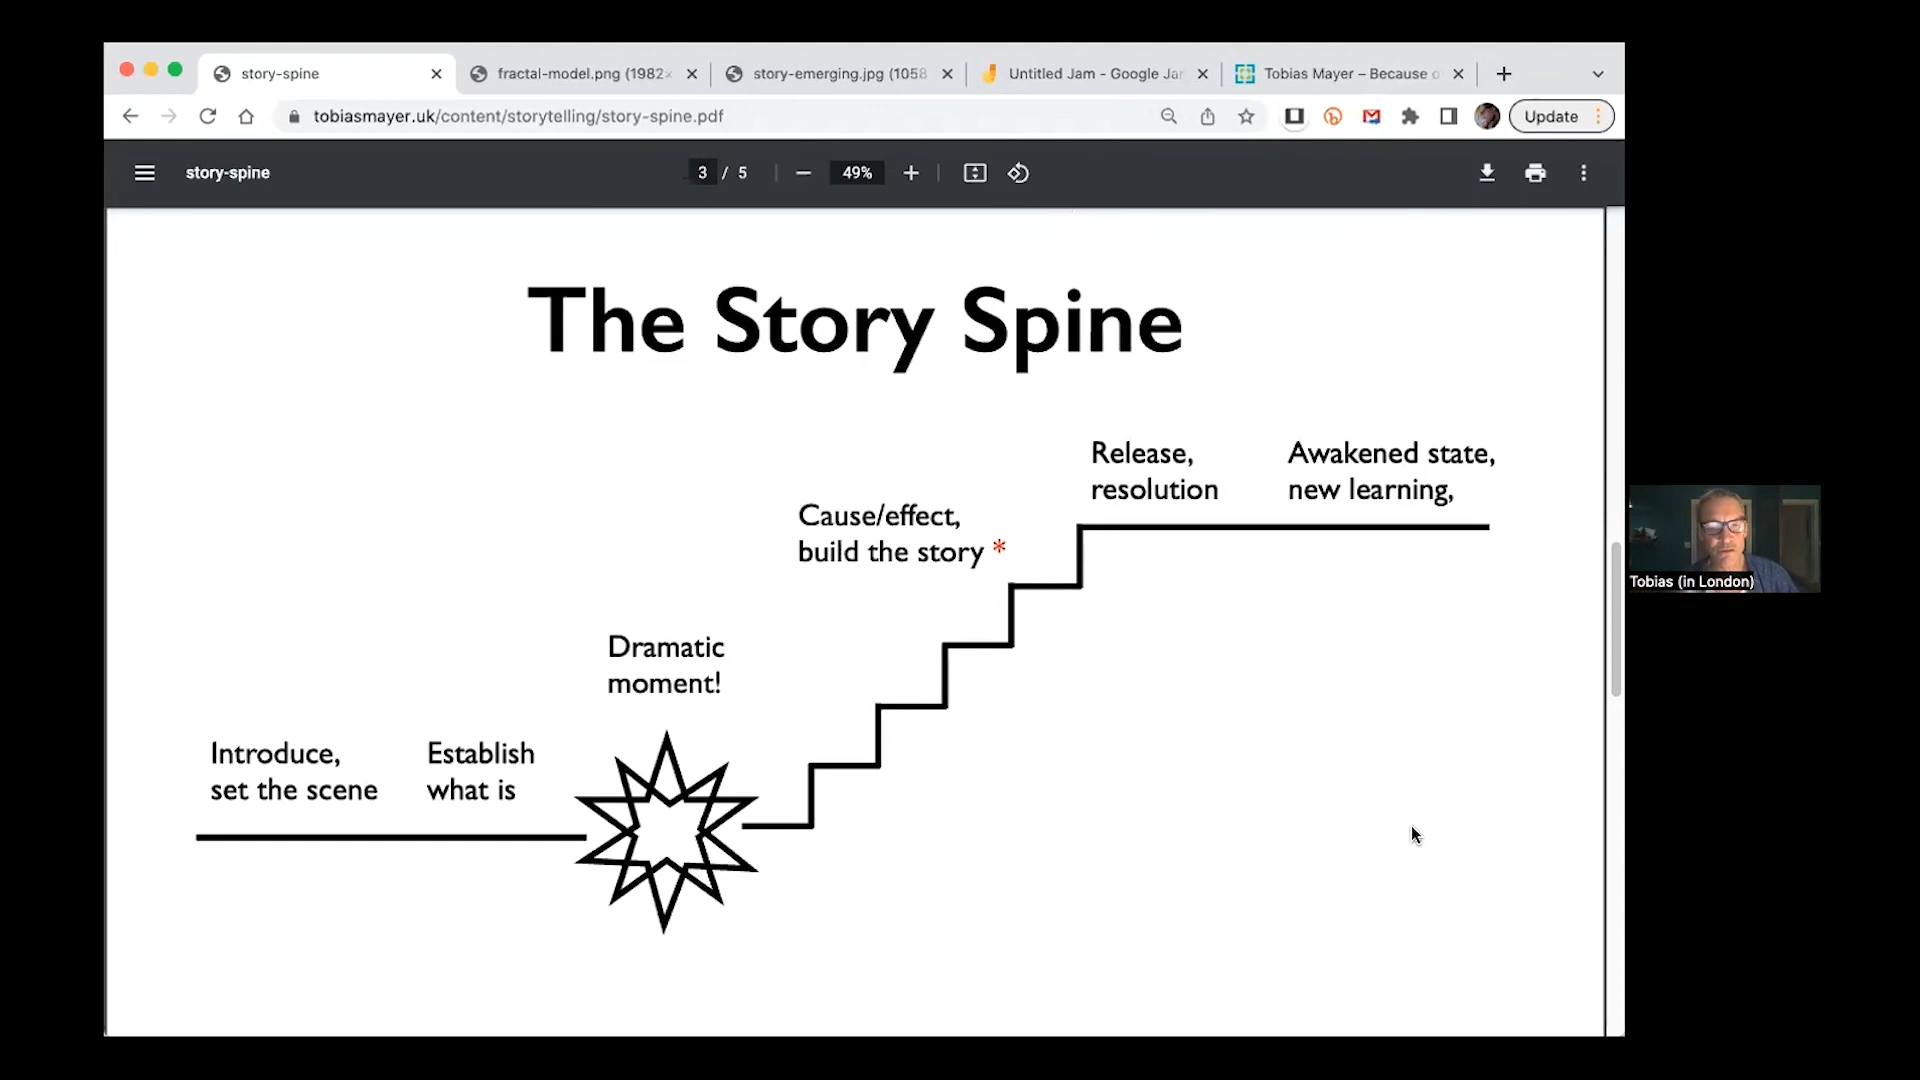 story-spine
fractal-model.png (1982×
story-emerging.jpg (1058
Untitled Jam - Google Jar
Tobias Mayer – Because o
tobiasmayer.uk/content/storytelling/story-spine.pdf
Update
story-spine
3 / 5
49%
The Story Spine
Release,
resolution
Awakened state,
new learning,
Cause/effect,
build the story *
Dramatic
moment!
Introduce,
set the scene
Establish
what is
Tobias (in London)